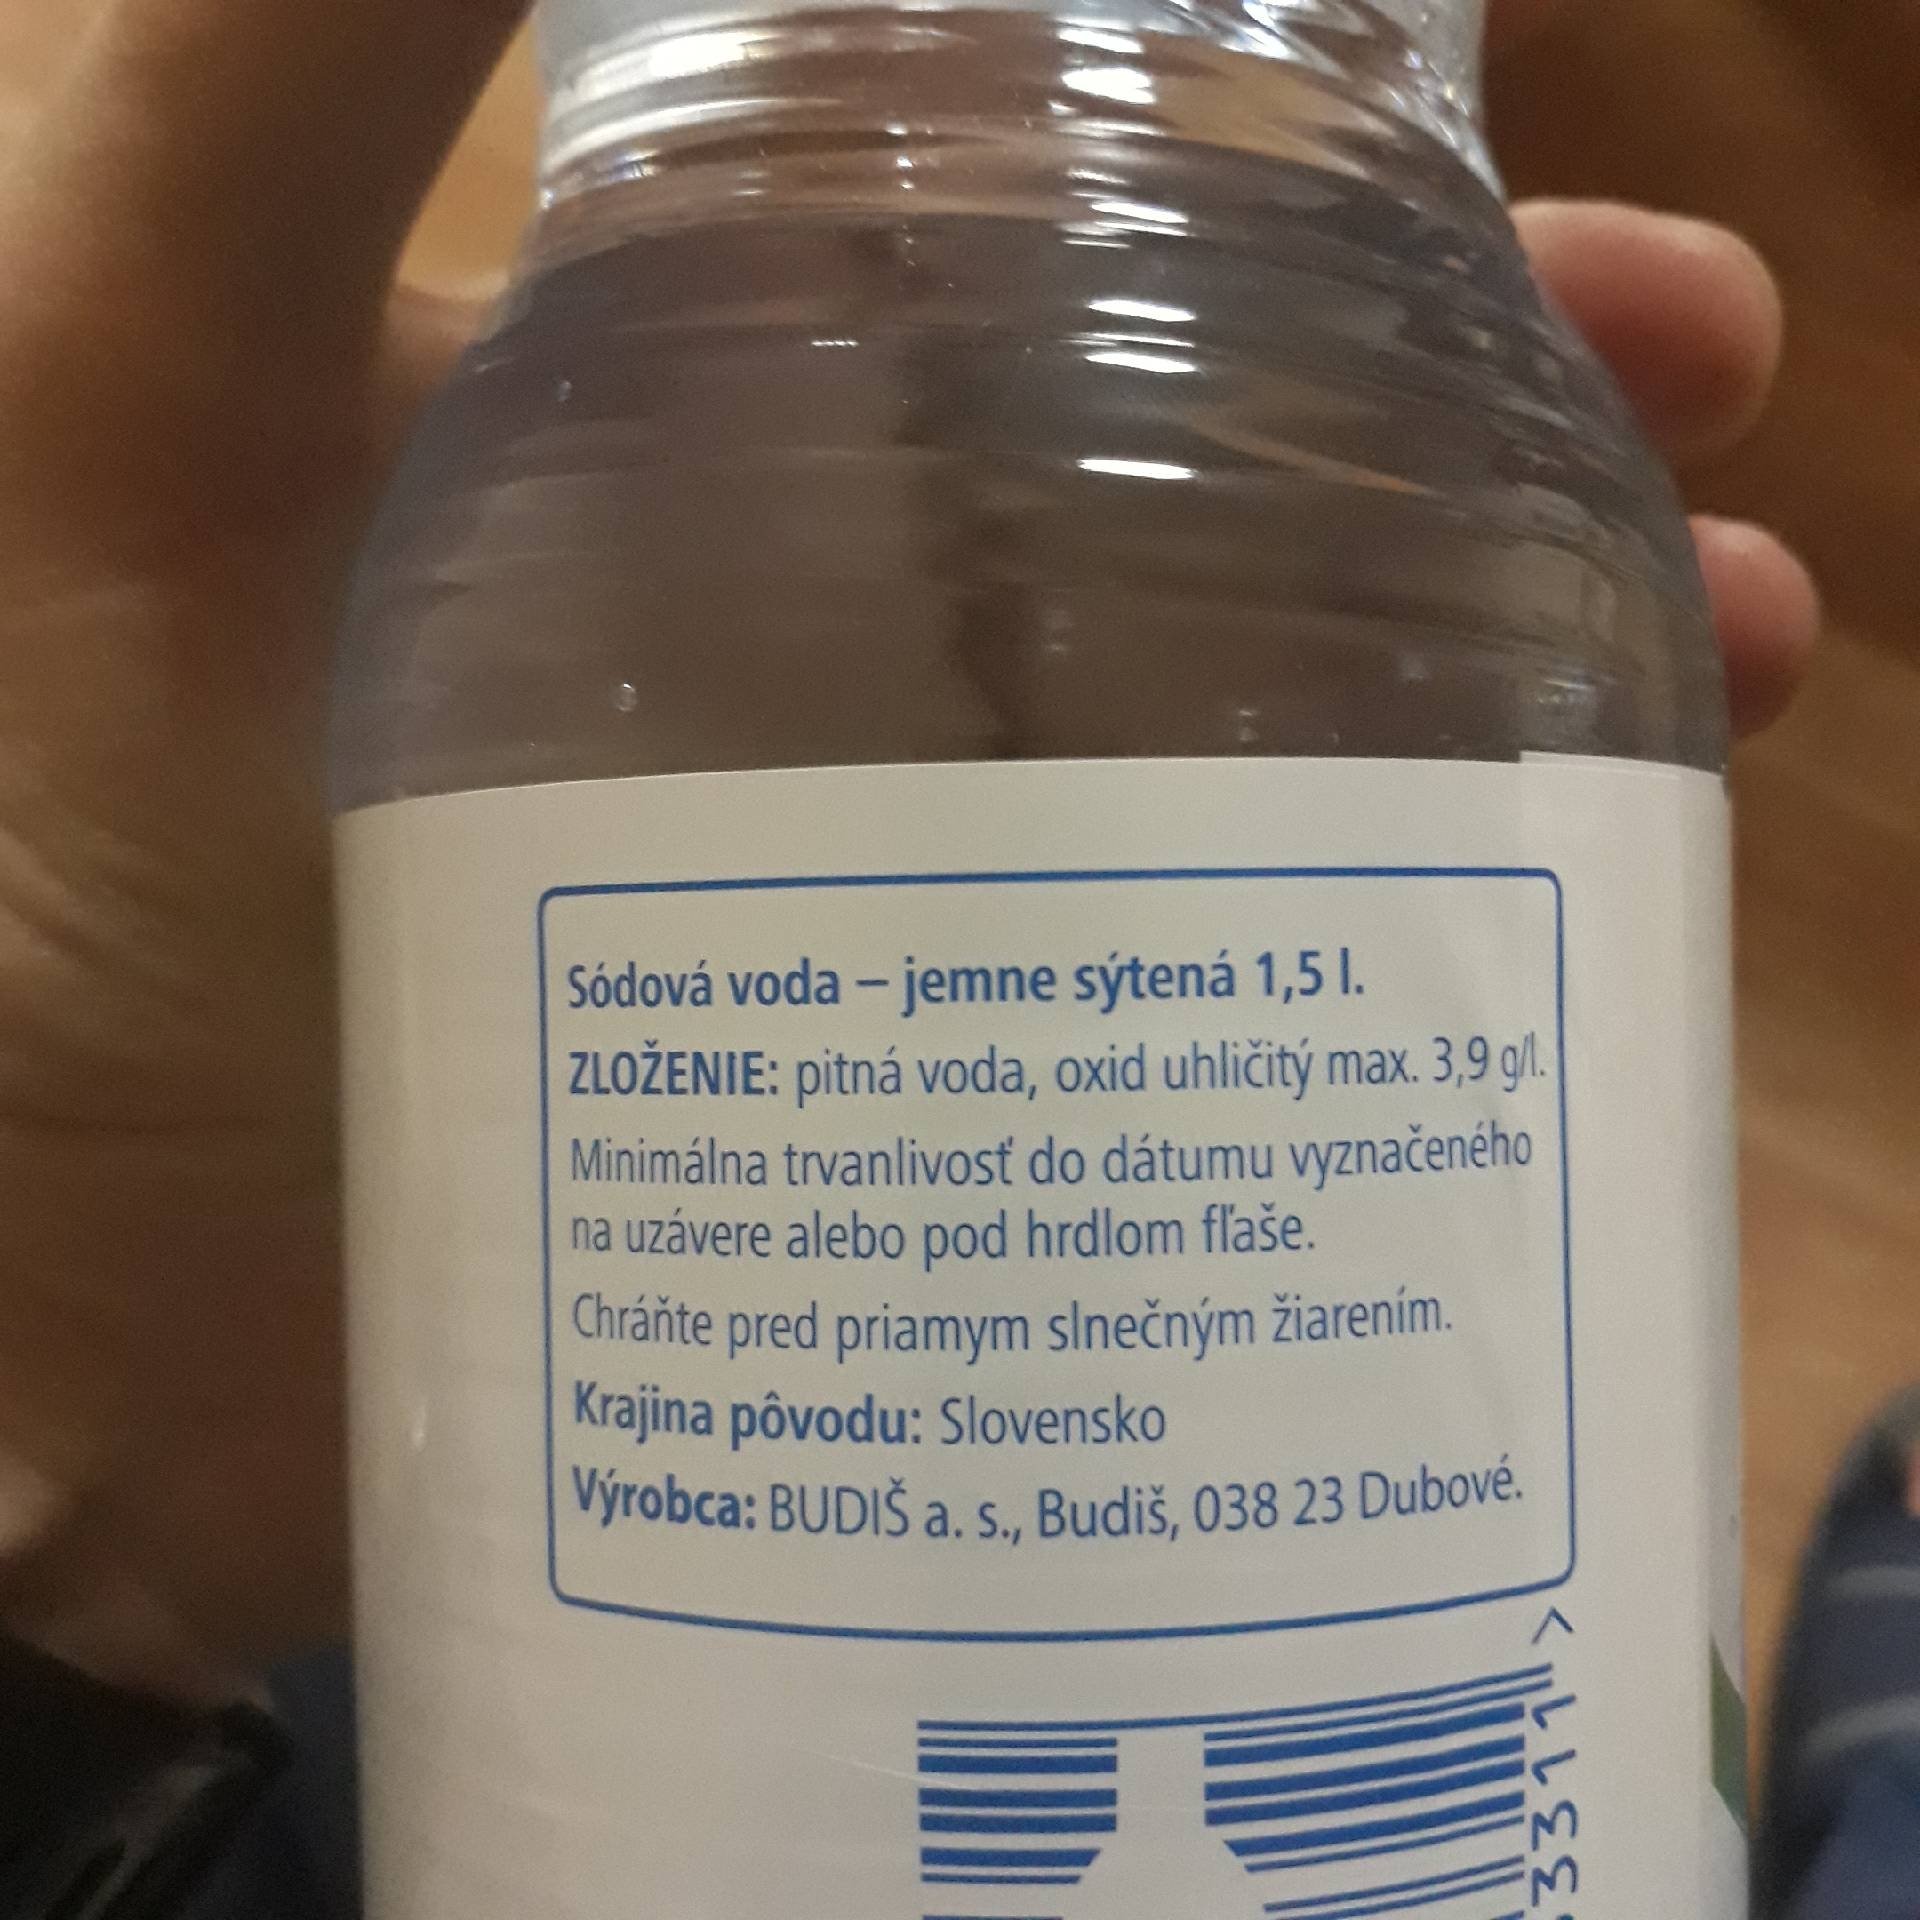 Sódová voda – jemne sýtená 1,5 l.
ZLOŽENIE: pitná voda, oxid uhličitý max. 3,9 g/l.
Minimálna trvanlivosť do dátumu vyznačeného
na uzávere alebo pod hrdlom fľaše.
Chráňte pred priamym slnečným žiarením.
Krajina pôvodu: Slovensko
Výrobca: BUDIŠ a. s., Budiš, 038 23 Dubové.
3311>